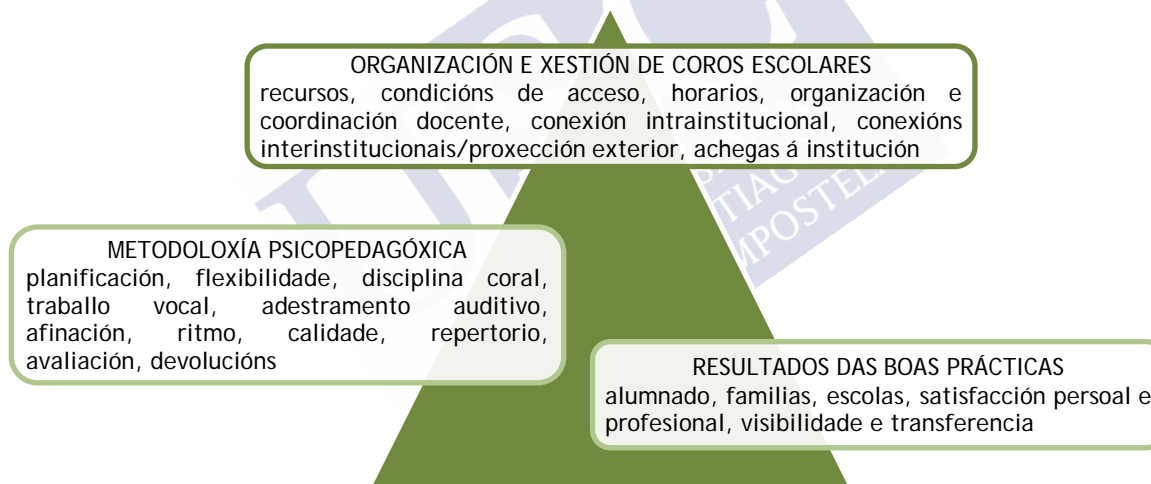 ORGANIZACIÓN E XESTIÓN DE COROS ESCOLARES
recursos, condicións de acceso, horarios, organización e
coordinación docente, conexión intrainstitucional, conexións
interinstitucionais/proxección exterior, achegas á institución
METODOLOXÍA PSICOPEDAGÓXICA
planificación, flexibilidade, disciplina coral,
traballo vocal, adestramento auditivo,
afinación, ritmo, calidade, repertorio,
avaliación, devolucións
RESULTADOS DAS BOAS PRÁCTICAS
alumnado, familias, escolas, satisfacción persoal e
profesional, visibilidade e transferencia